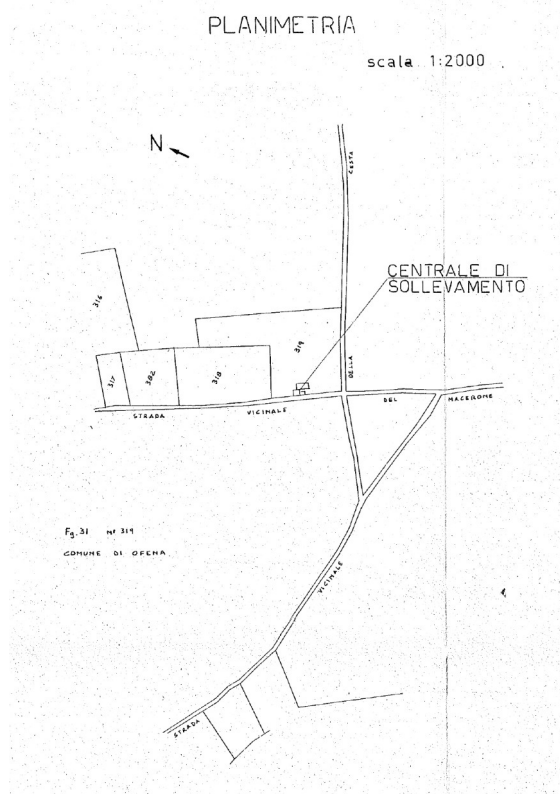 PLANIMETRIA
scala 1:2000
N
CESTA
CENTRALE DI
SOLLEVAMENTO
316
319
DELLA
317
382
318
STRADA
VICINALE
DEL
MACERONE
Fg. 31 Nr 319
COMUNE DI OFENA
VICINALE
STRADA